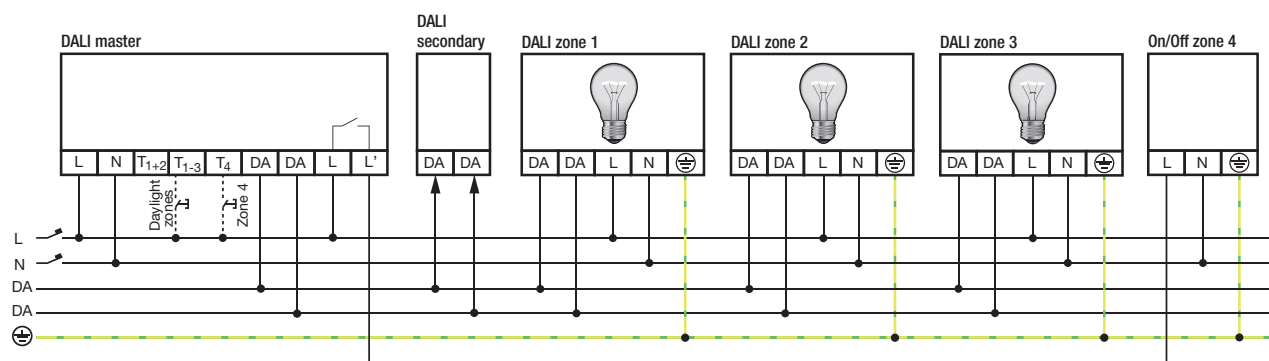 DALI master
DALI secondary
DALI zone 1
DALI zone 2
DALI zone 3
On/Off zone 4
L N T1+2 T1-3 T4 DA DA L L'
DA DA
DA DA L N
DA DA L N
DA DA L N
L N
Daylight zones
Zone 4
L
N
DA
DA